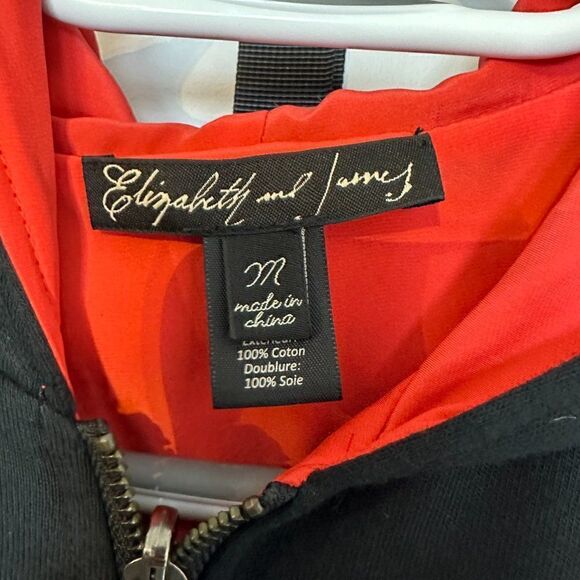 Elizabeth and James
M
made in
china
100% Coton
Doublure:
100% Soie